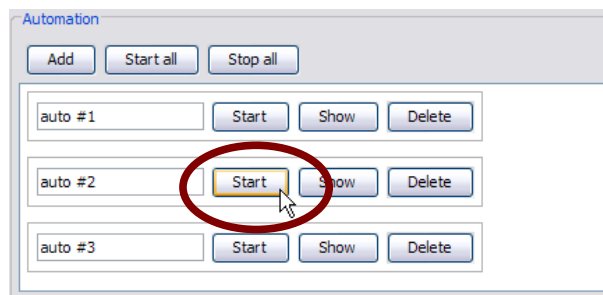 Automation
Add Start all Stop all
auto #1 Start Show Delete
auto #2 Start Show Delete
auto #3 Start Show Delete